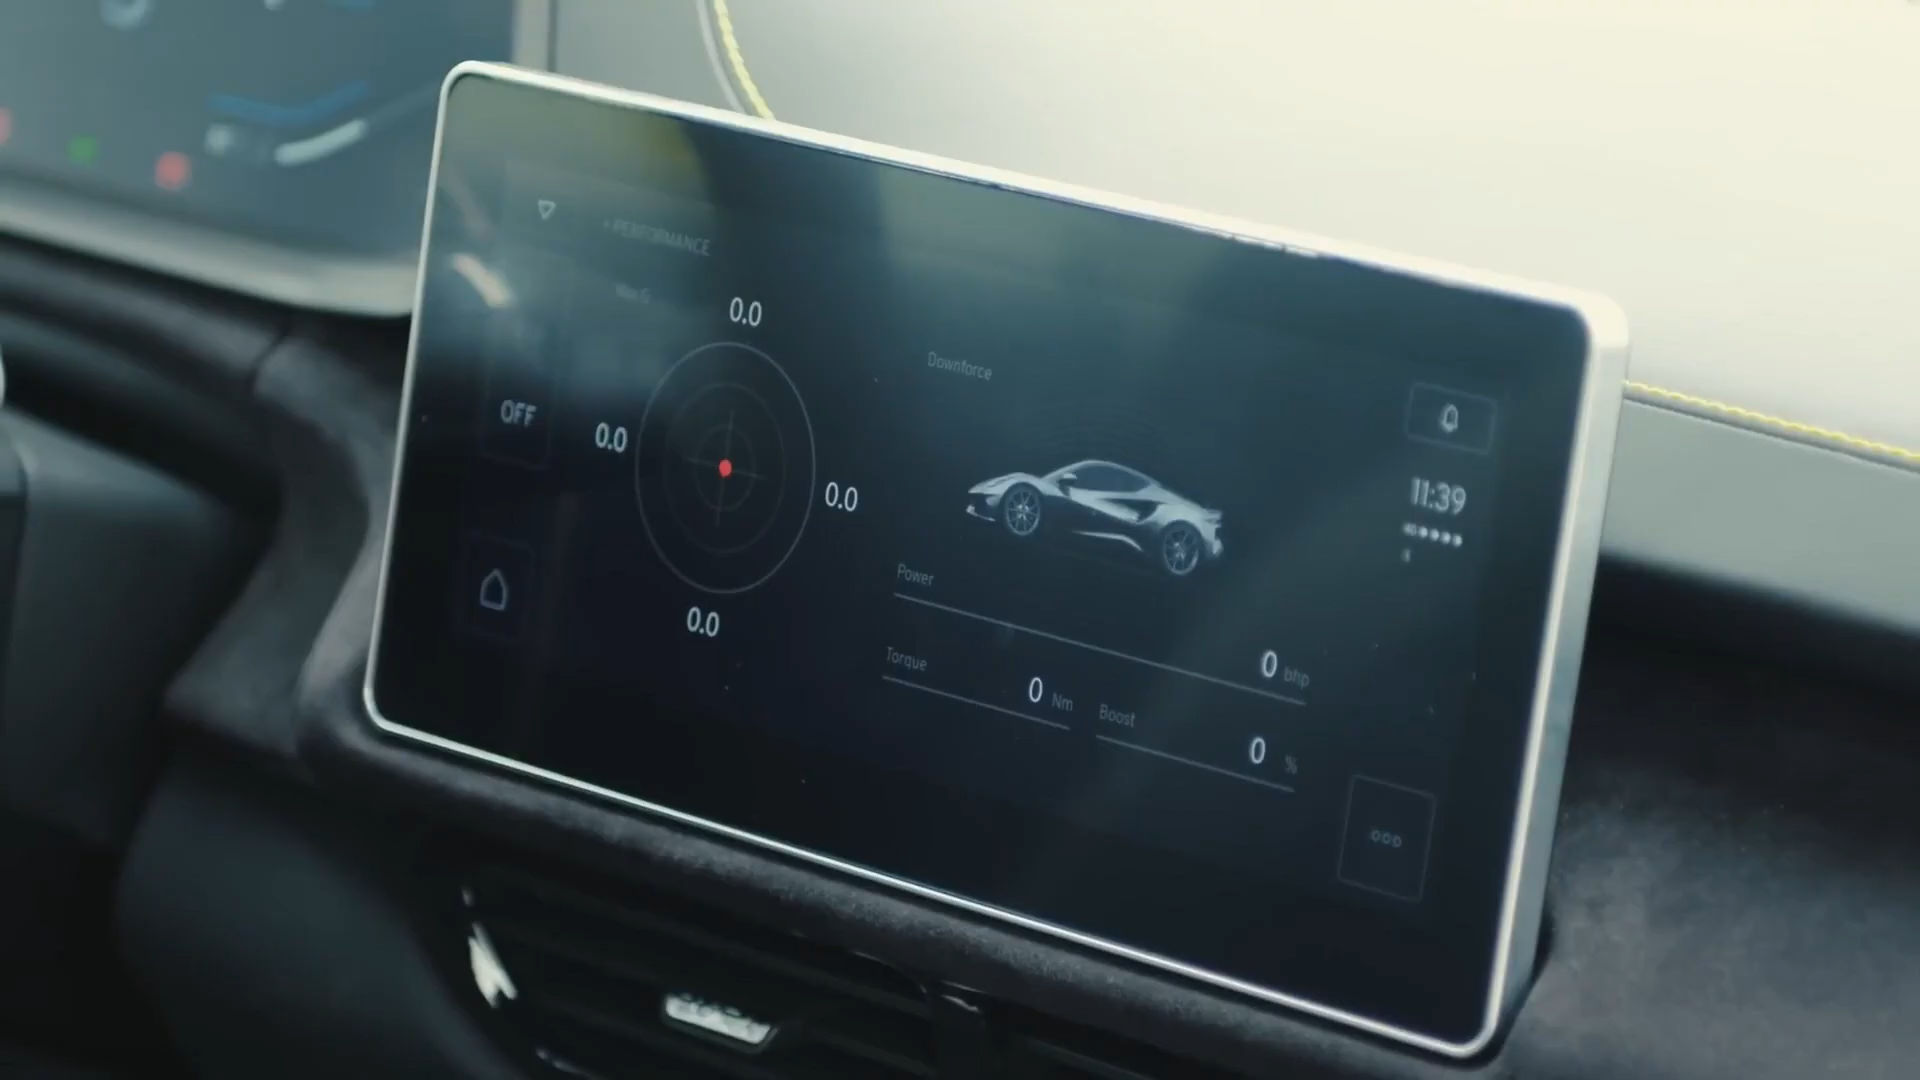 PERFORMANCE
0.0
Downforce
OFF
0.0
0.0
11:39
Power
0.0
0 bhp
Torque
0 Nm
Boost
0 %